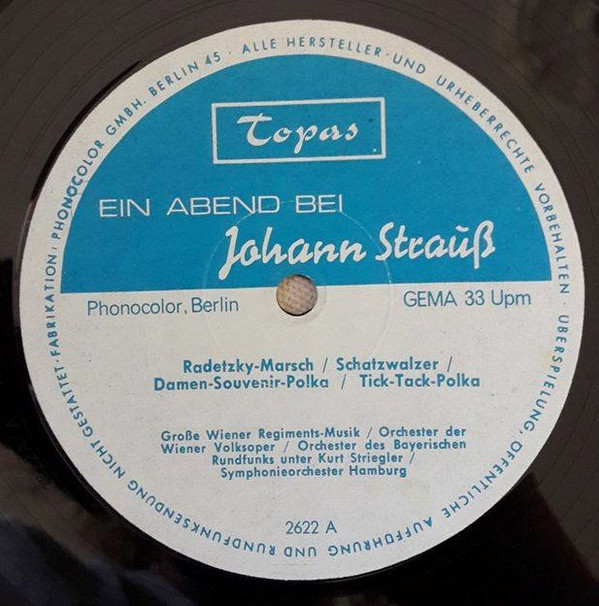 Topas
EIN ABEND BEI
Johann Strauß
Phonocolor, Berlin
GEMA 33 Upm
Radetzky-Marsch / Schatzwalzer /
Damen-Souvenir-Polka / Tick-Tack-Polka
Große Wiener Regiments-Musik / Orchester der
Wiener Volksoper / Orchester des Bayerischen
Rundfunks unter Kurt Striegler /
Symphonieorchester Hamburg
2622 A
FABRIKATION: PHONOCOLOR GMBH. BERLIN 45 · ALLE HERSTELLER- UND URHEBERRECHTE VORBEHALTEN · ÜBERSPIELUNG, ÖFFENTLICHE AUFFÜHRUNG UND RUNDFUNKSENDUNG NICHT GESTATTET ·